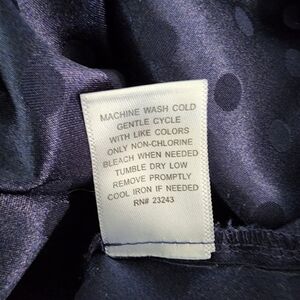 MACHINE WASH COLD
GENTLE CYCLE
WITH LIKE COLORS
ONLY NON-CHLORINE
BLEACH WHEN NEEDED
TUMBLE DRY LOW
REMOVE PROMPTLY
COOL IRON IF NEEDED
RN# 23243